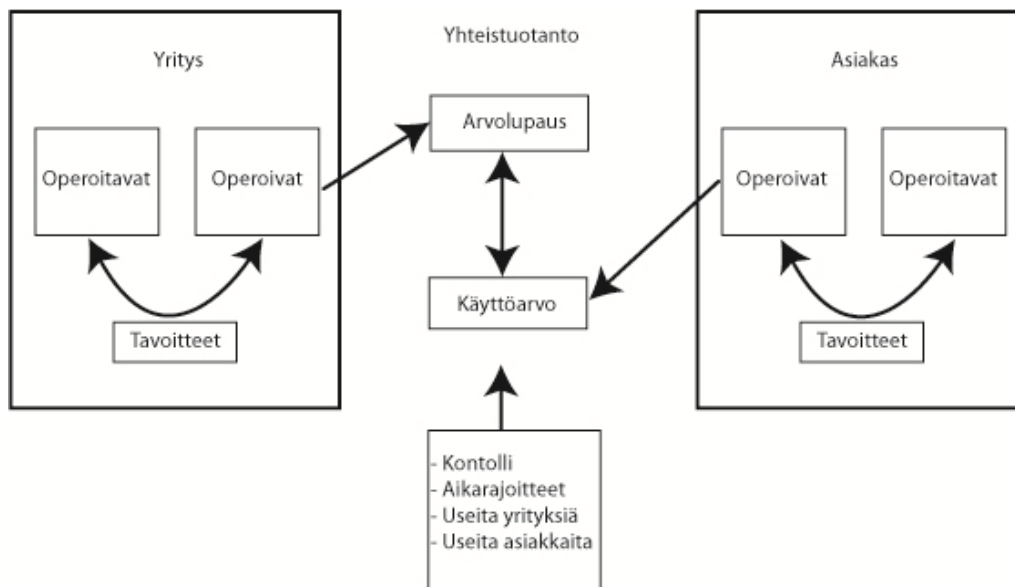 Yritys
Operoitavat
Operoivat
Tavoitteet
Yhteistuotanto
Arvolupaus
Käyttöarvo
- Kontolli
- Aikarajoitteet
- Useita yrityksiä
- Useita asiakkaita
Asiakas
Operoivat
Operoitavat
Tavoitteet